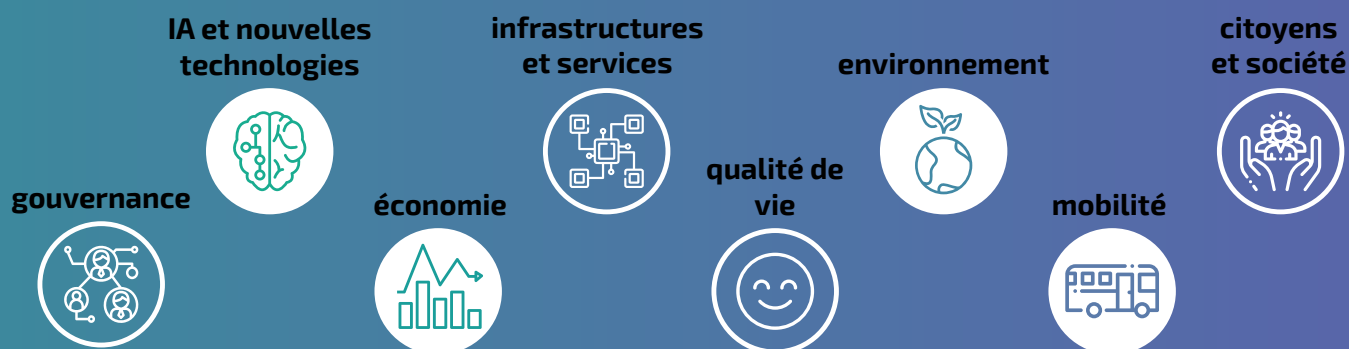 gouvernance
IA et nouvelles
technologies
économie
infrastructures
et services
qualité de
vie
environnement
mobilité
citoyens
et société